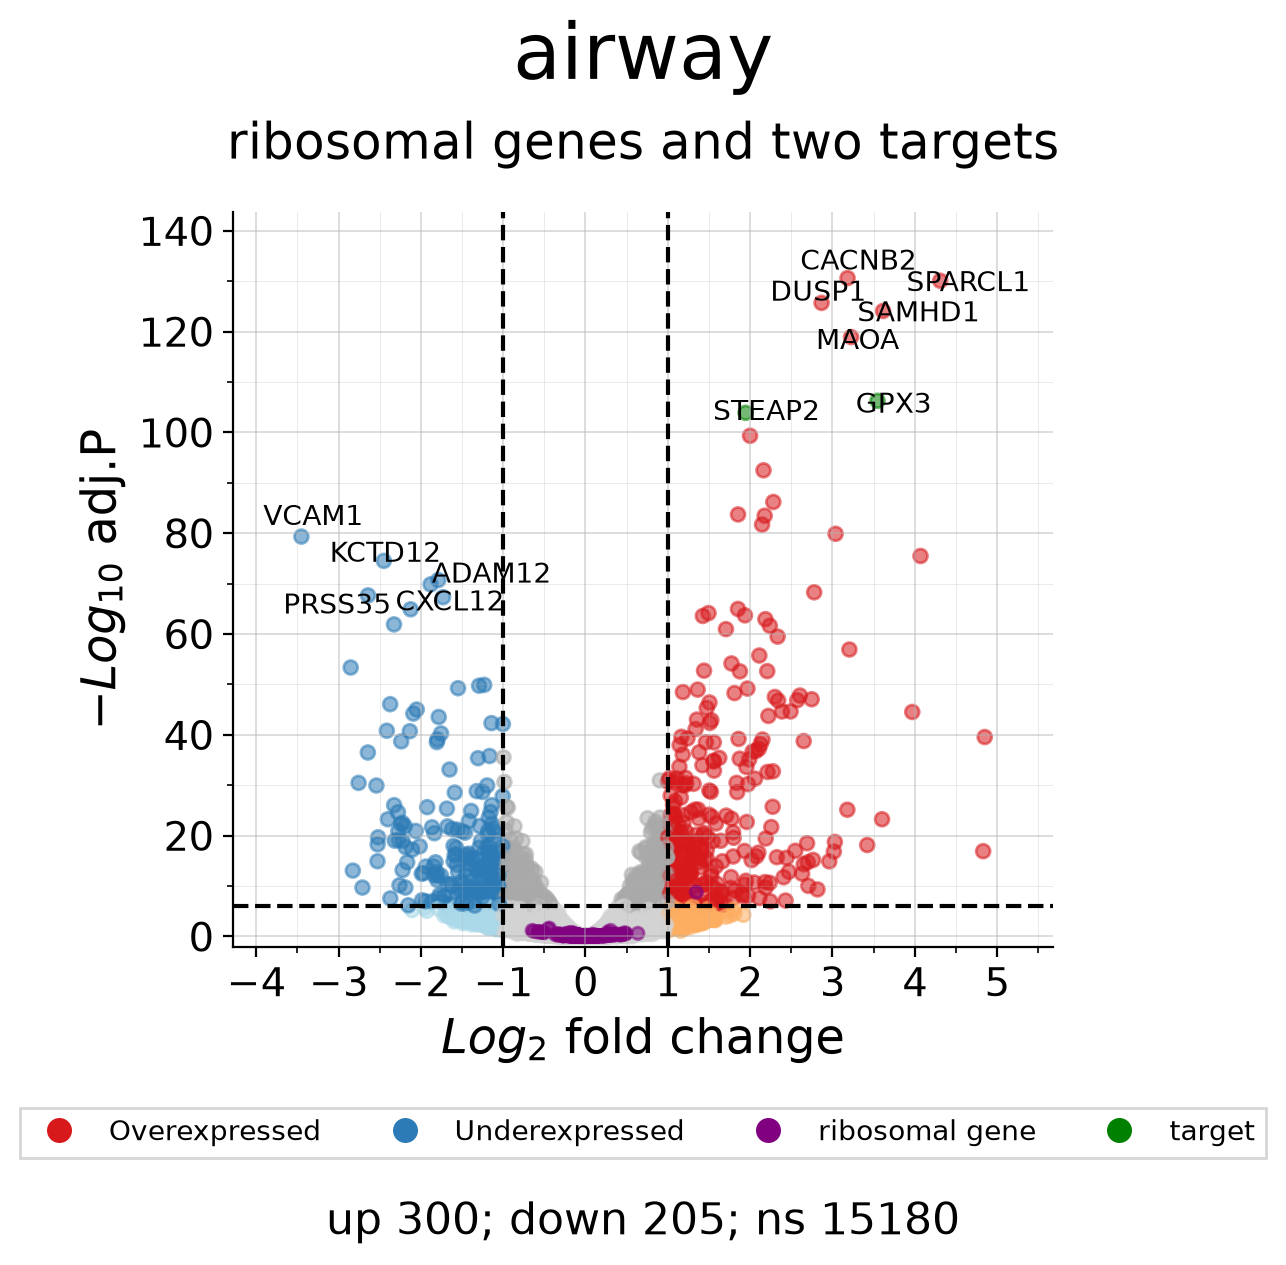 airway
ribosomal genes and two targets
140
120
100
80
60
40
20
0
−Log10 adj.P
CACNB2
SPARCL1
DUSP1
SAMHD1
MAOA
STEAP2
GPX3
VCAM1
KCTD12
ADAM12
PRSS35
CXCL12
−4 −3 −2 −1 0 1 2 3 4 5
Log2 fold change
Overexpressed Underexpressed ribosomal gene target
up 300; down 205; ns 15180